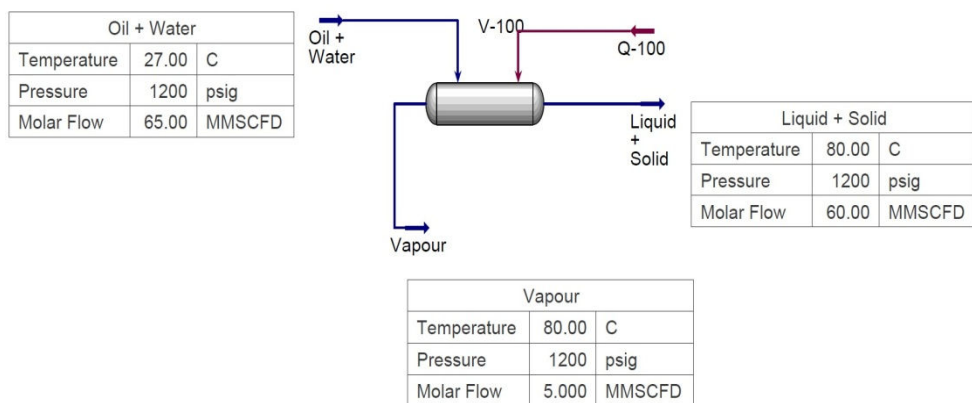 Oil + Water
Temperature 27.00 C
Pressure 1200 psig
Molar Flow 65.00 MMSCFD
Oil +
Water
V-100
Q-100
Liquid
+
Solid
Vapour
Liquid + Solid
Temperature 80.00 C
Pressure 1200 psig
Molar Flow 60.00 MMSCFD
Vapour
Temperature 80.00 C
Pressure 1200 psig
Molar Flow 5.000 MMSCFD